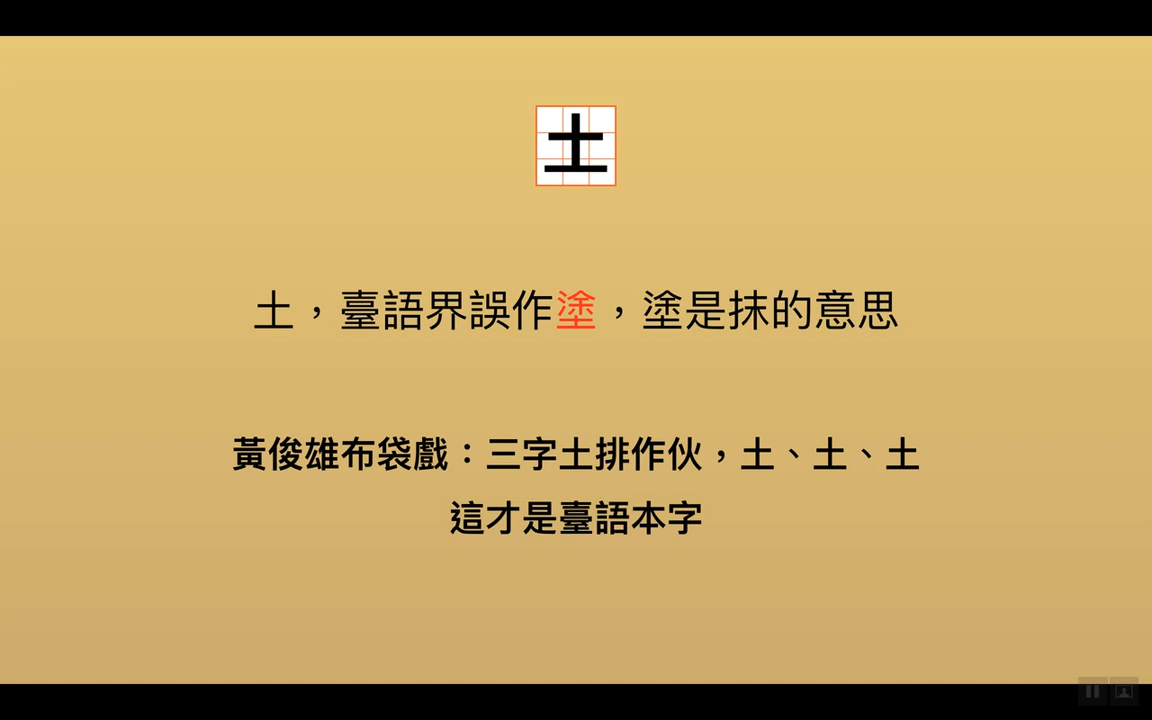 土
土，臺語界誤作塗，塗是抹的意思
黃俊雄布袋戲：三字土排作伙，土、土、土
這才是臺語本字